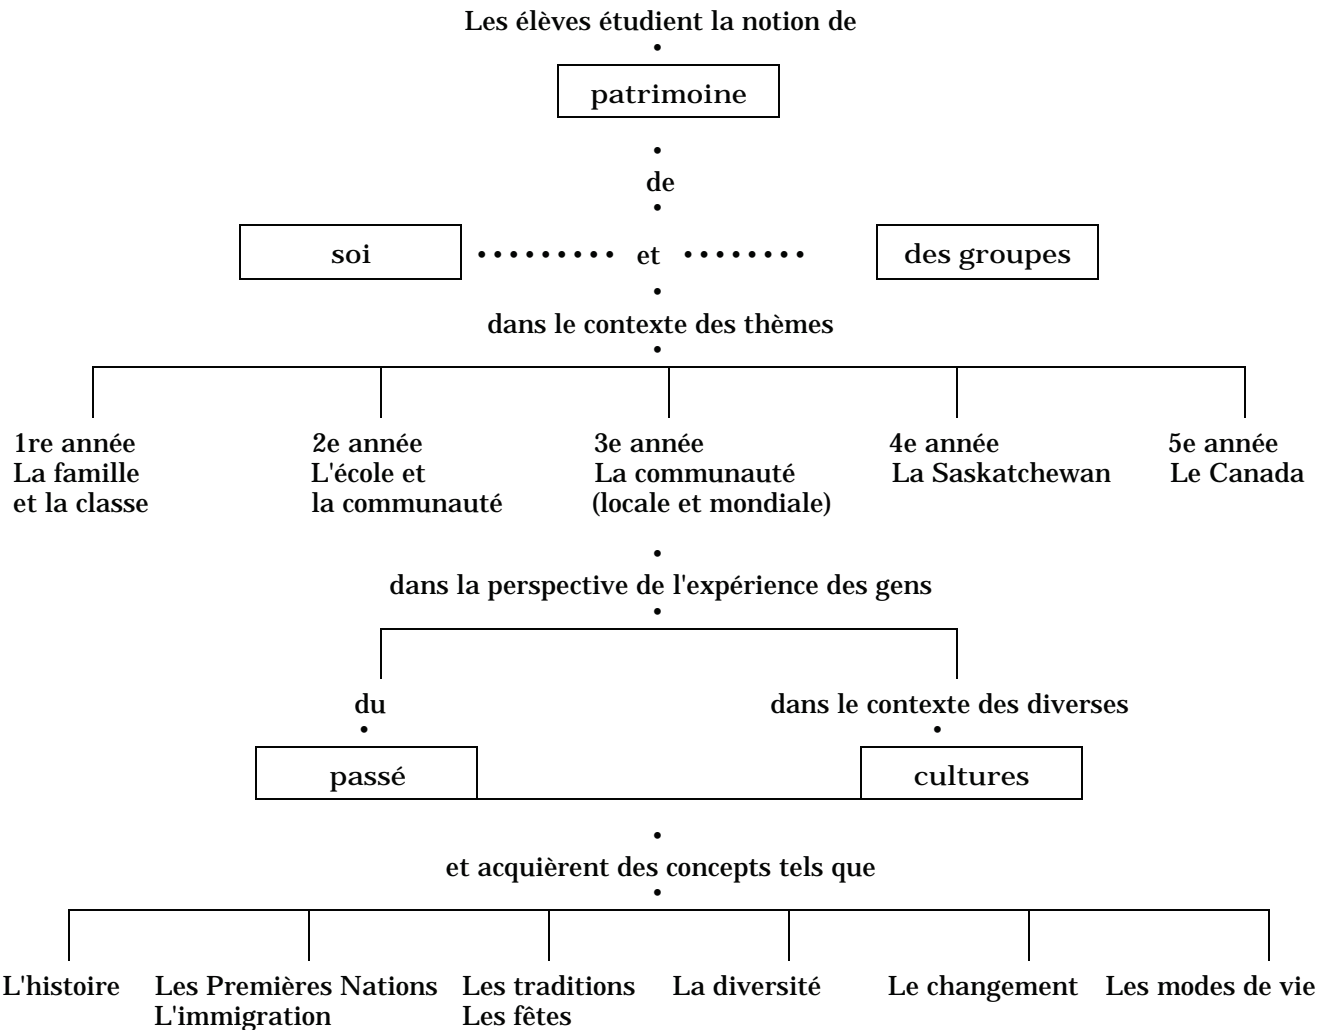 Les élèves étudient la notion de
patrimoine
de
soi et des groupes
dans le contexte des thèmes
1re année
La famille
et la classe
2e année
L'école et
la communauté
3e année
La communauté
(locale et mondiale)
4e année
La Saskatchewan
5e année
Le Canada
dans la perspective de l'expérience des gens
du
passé
dans le contexte des diverses
cultures
et acquièrent des concepts tels que
L'histoire
Les Premières Nations
L'immigration
Les traditions
Les fêtes
La diversité
Le changement
Les modes de vie